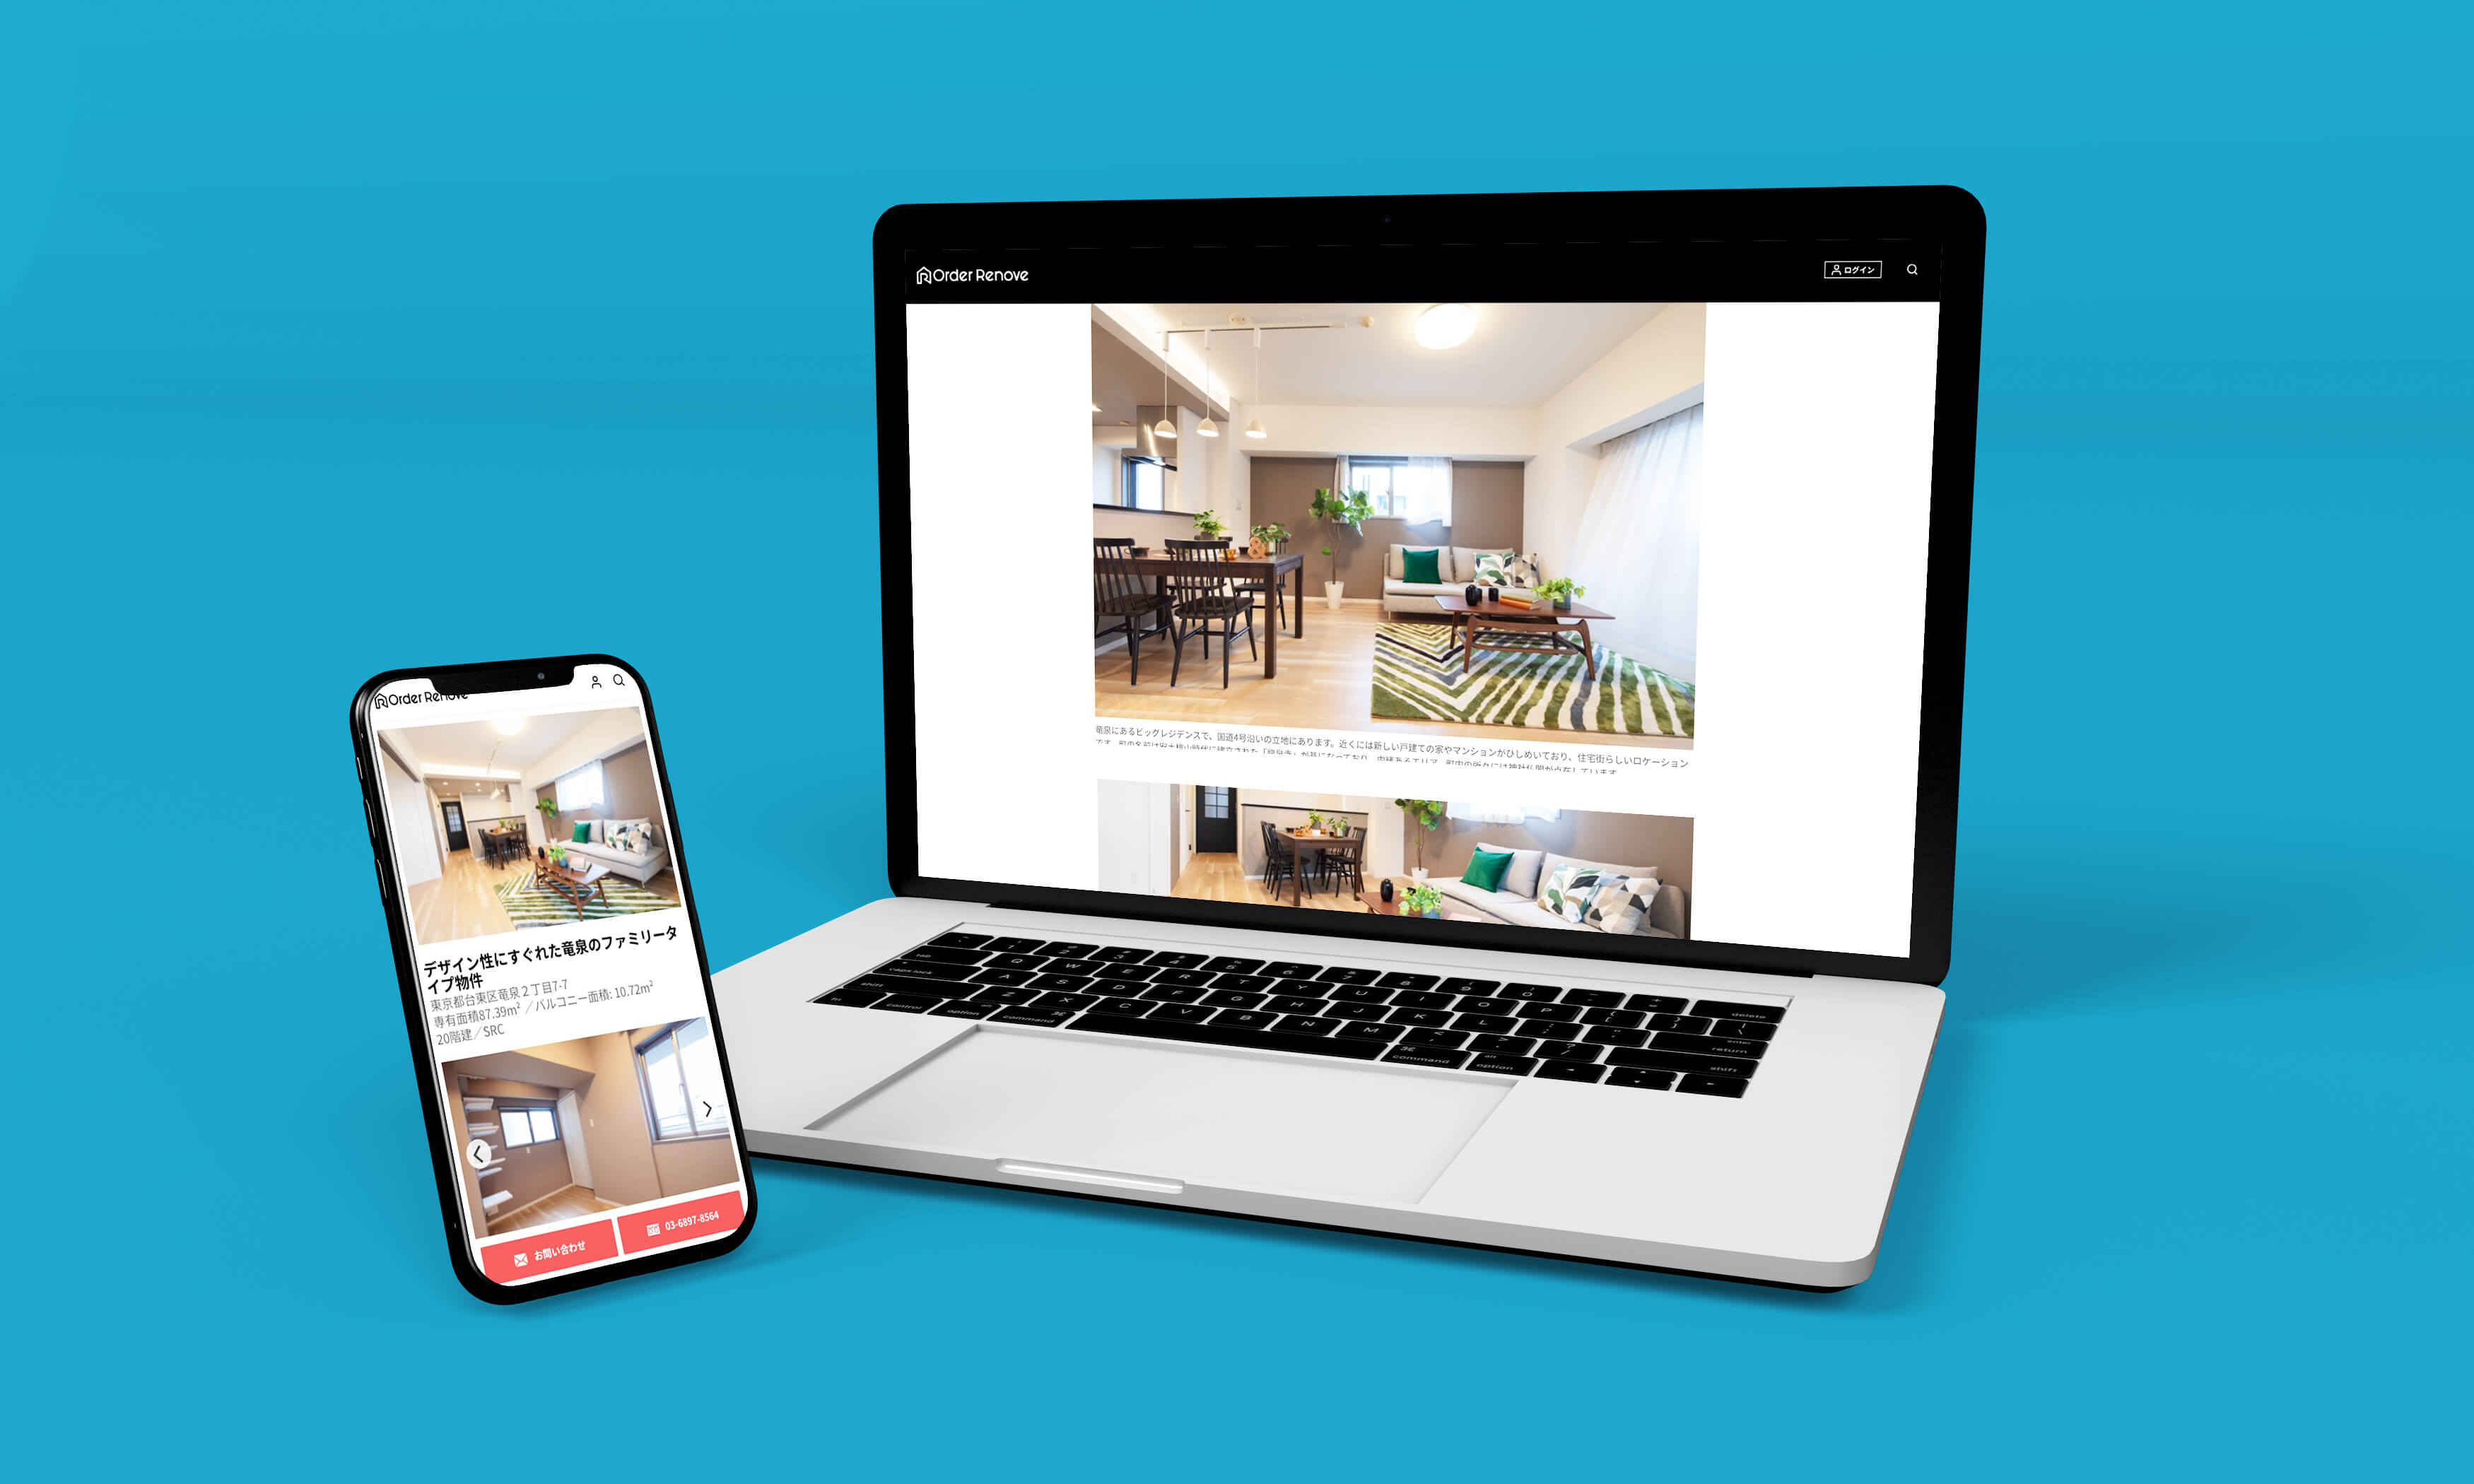 Order Renove
ログイン
竜泉にあるビッグレジデンスで、国道4号沿いの立地にあります。近くには新しい戸建ての家やマンションがひしめいており、住宅街らしいロケーション
Order Renove
デザイン性にすぐれた竜泉のファミリータ
イプ物件
東京都台東区竜泉２丁目7-7
専有面積87.39m² ／バルコニー面積: 10.72m²
20階建／SRC
お問い合わせ
03-6897-8564
tab
caps lock
shift
fn
control
option
command
Q W E R T Y U I O P
A S D F G H J K L
Z X C V B N M
command
option
delete
enter
return
shift